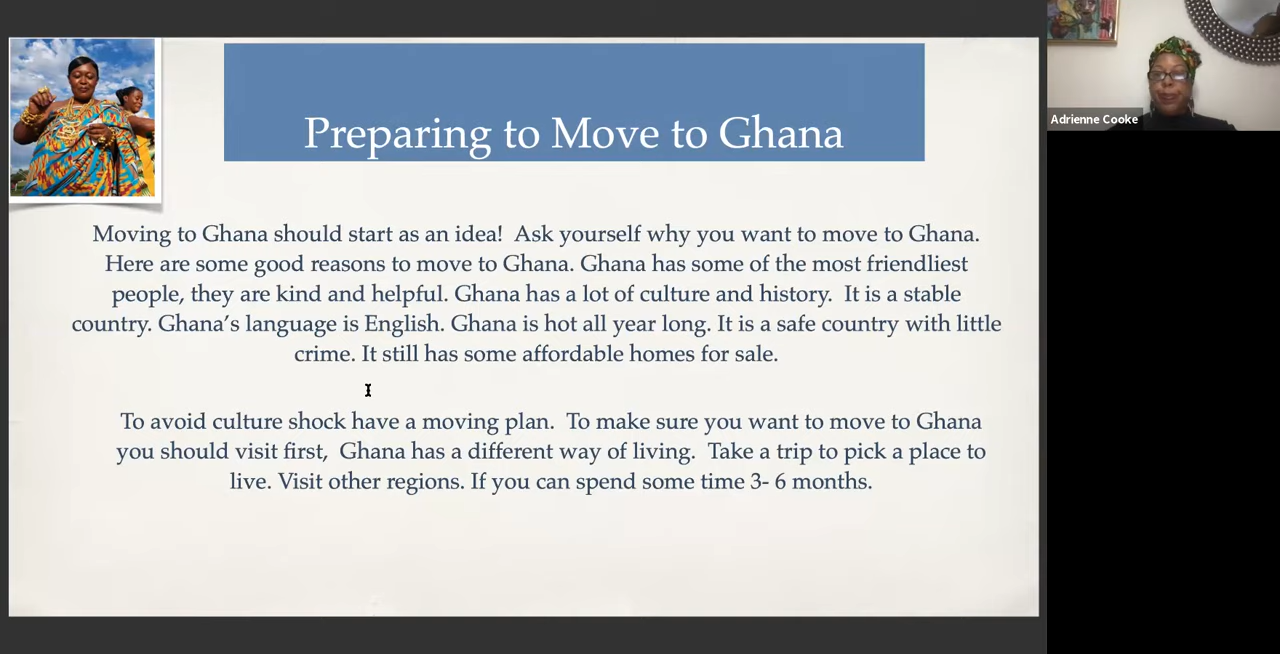 Preparing to Move to Ghana
Adrienne Cooke
Moving to Ghana should start as an idea!  Ask yourself why you want to move to Ghana.
Here are some good reasons to move to Ghana. Ghana has some of the most friendliest
people, they are kind and helpful. Ghana has a lot of culture and history.  It is a stable
country. Ghana’s language is English. Ghana is hot all year long. It is a safe country with little
crime. It still has some affordable homes for sale.
To avoid culture shock have a moving plan.  To make sure you want to move to Ghana
you should visit first,  Ghana has a different way of living.  Take a trip to pick a place to
live. Visit other regions. If you can spend some time 3- 6 months.